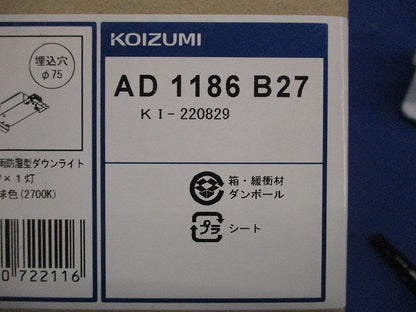 KOIZUMI
AD 1186 B27
KI-220829
埋込穴
φ75
雨防湿型ダウンライト
×1灯
球色(2700K)
0 722116
箱・緩衝材
ダンボール
プラ
シート